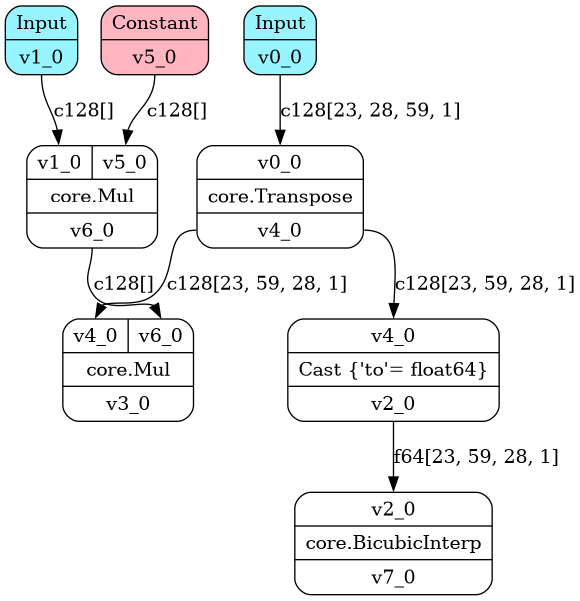 Input
v1_0
Constant
v5_0
Input
v0_0
c128[]
c128[]
c128[23, 28, 59, 1]
v1_0 v5_0
core.Mul
v6_0
v0_0
core.Transpose
v4_0
c128[]
c128[23, 59, 28, 1]
c128[23, 59, 28, 1]
v4_0 v6_0
core.Mul
v3_0
v4_0
Cast {'to'= float64}
v2_0
f64[23, 59, 28, 1]
v2_0
core.BicubicInterp
v7_0